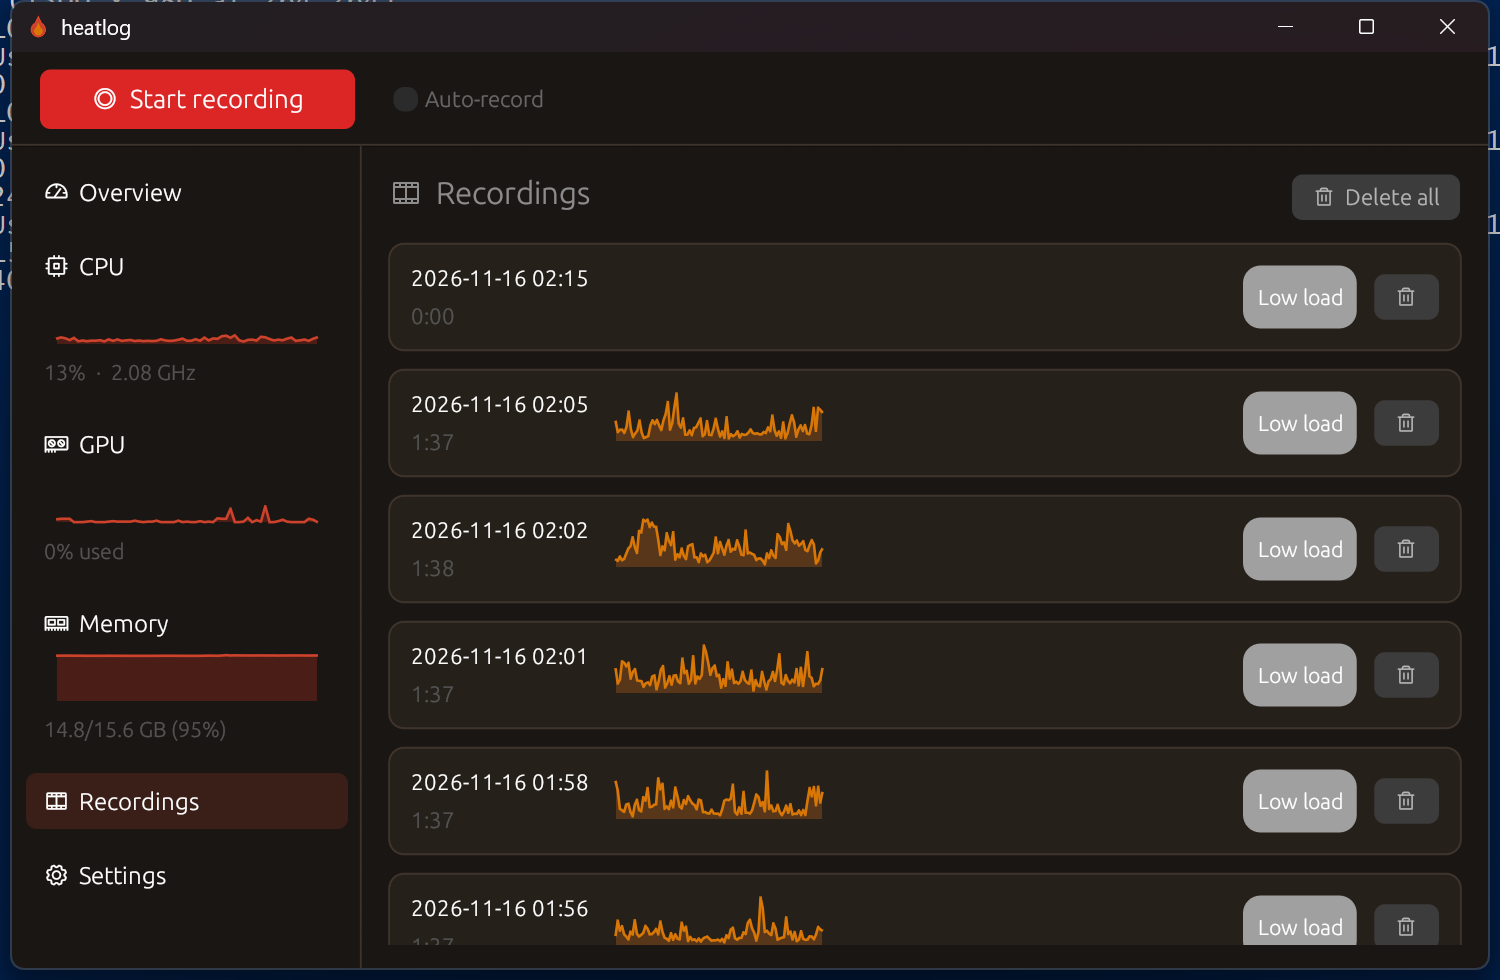 heatlog
Start recording
Auto-record
Overview
CPU
13% · 2.08 GHz
GPU
0% used
Memory
14.8/15.6 GB (95%)
Recordings
Settings
Recordings
Delete all
2026-11-16 02:15
0:00
Low load
2026-11-16 02:05
1:37
Low load
2026-11-16 02:02
1:38
Low load
2026-11-16 02:01
1:37
Low load
2026-11-16 01:58
1:37
Low load
2026-11-16 01:56
Low load